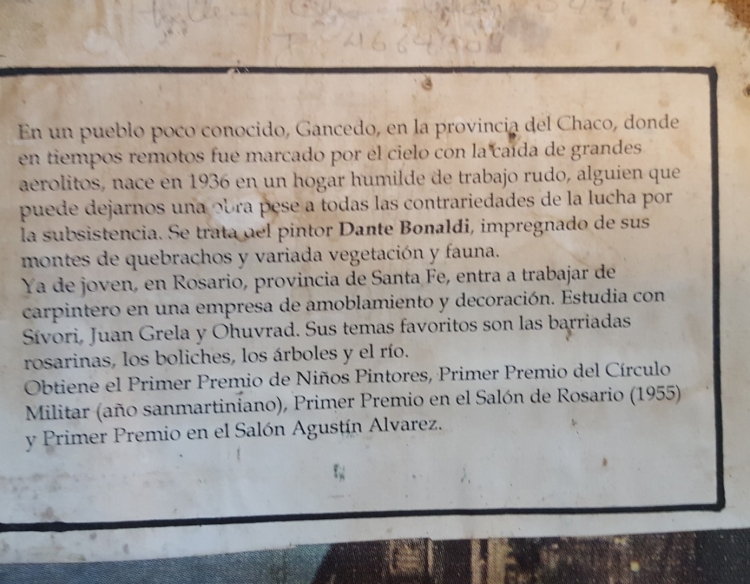 En un pueblo poco conocido, Gancedo, en la provincia del Chaco, donde
en tiempos remotos fue marcado por el cielo con la caída de grandes
aerolitos, nace en 1936 en un hogar humilde de trabajo rudo, alguien que
puede dejarnos una obra pese a todas las contrariedades de la lucha por
la subsistencia. Se trata del pintor Dante Bonaldi, impregnado de sus
montes de quebrachos y variada vegetación y fauna.
Ya de joven, en Rosario, provincia de Santa Fe, entra a trabajar de
carpintero en una empresa de amoblamiento y decoración. Estudia con
Sívori, Juan Grela y Ohuvrad. Sus temas favoritos son las barriadas
rosarinas, los boliches, los árboles y el río.
Obtiene el Primer Premio de Niños Pintores, Primer Premio del Círculo
Militar (año sanmartiniano), Primer Premio en el Salón de Rosario (1955)
y Primer Premio en el Salón Agustín Alvarez.